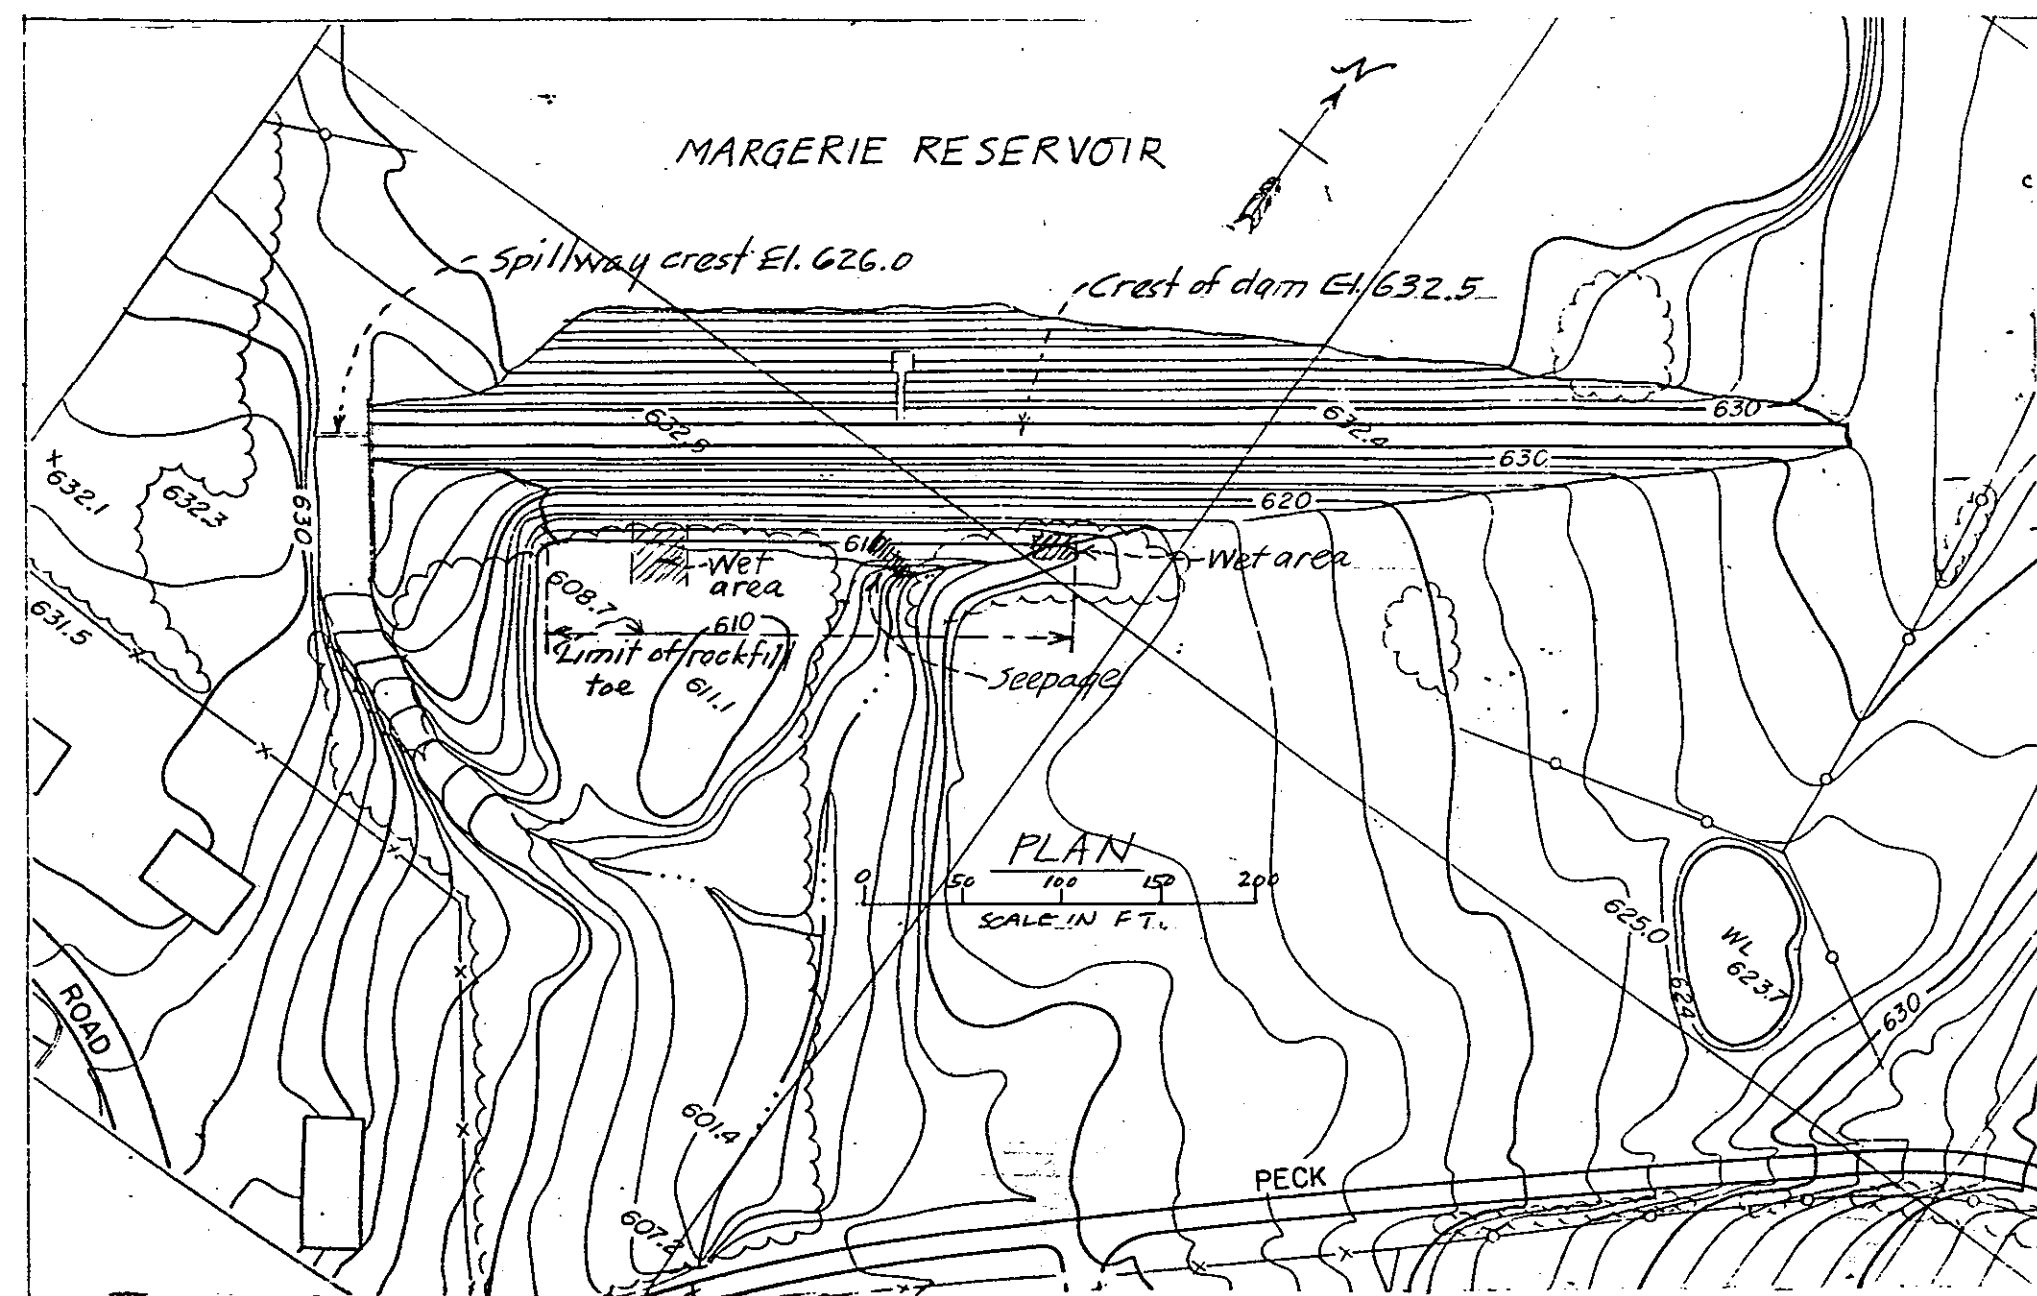 N
MARGERIE RESERVOIR
Spillway crest El. 626.0
Crest of dam El. 632.5
632.5
632.4
630
630
620
632.1
632.3
630
610
Wet area
Wet
area
608.7
610
Limit of rockfill
toe
611.1
Seepage
631.5
PLAN
0 50 100 150 200
SCALE IN FT.
625.0
WL
623.7
624
630
ROAD
601.4
PECK
607.2